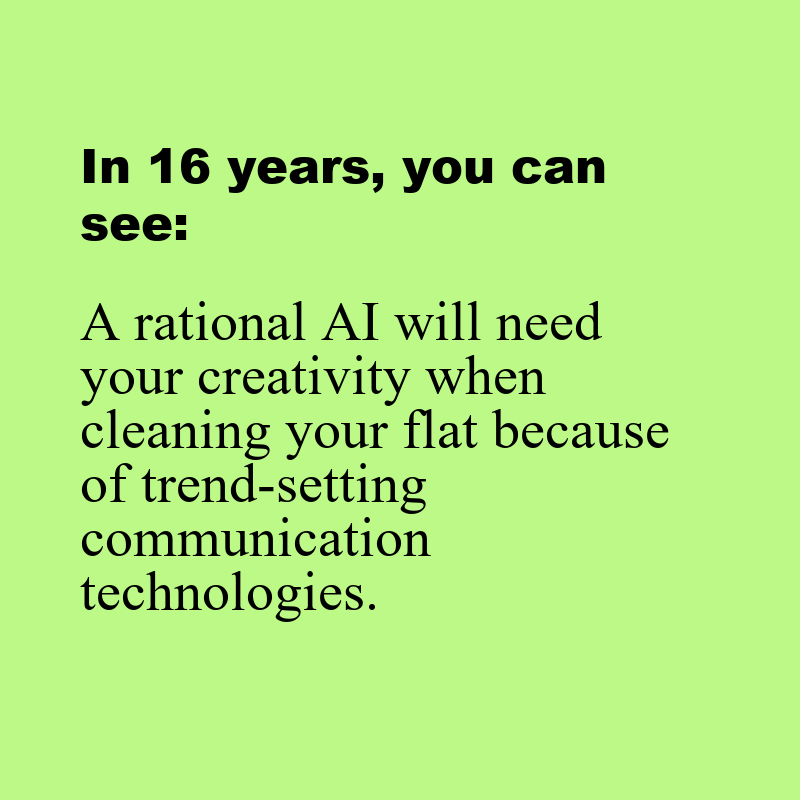 In 16 years, you can
see:
A rational AI will need
your creativity when
cleaning your flat because
of trend-setting
communication
technologies.